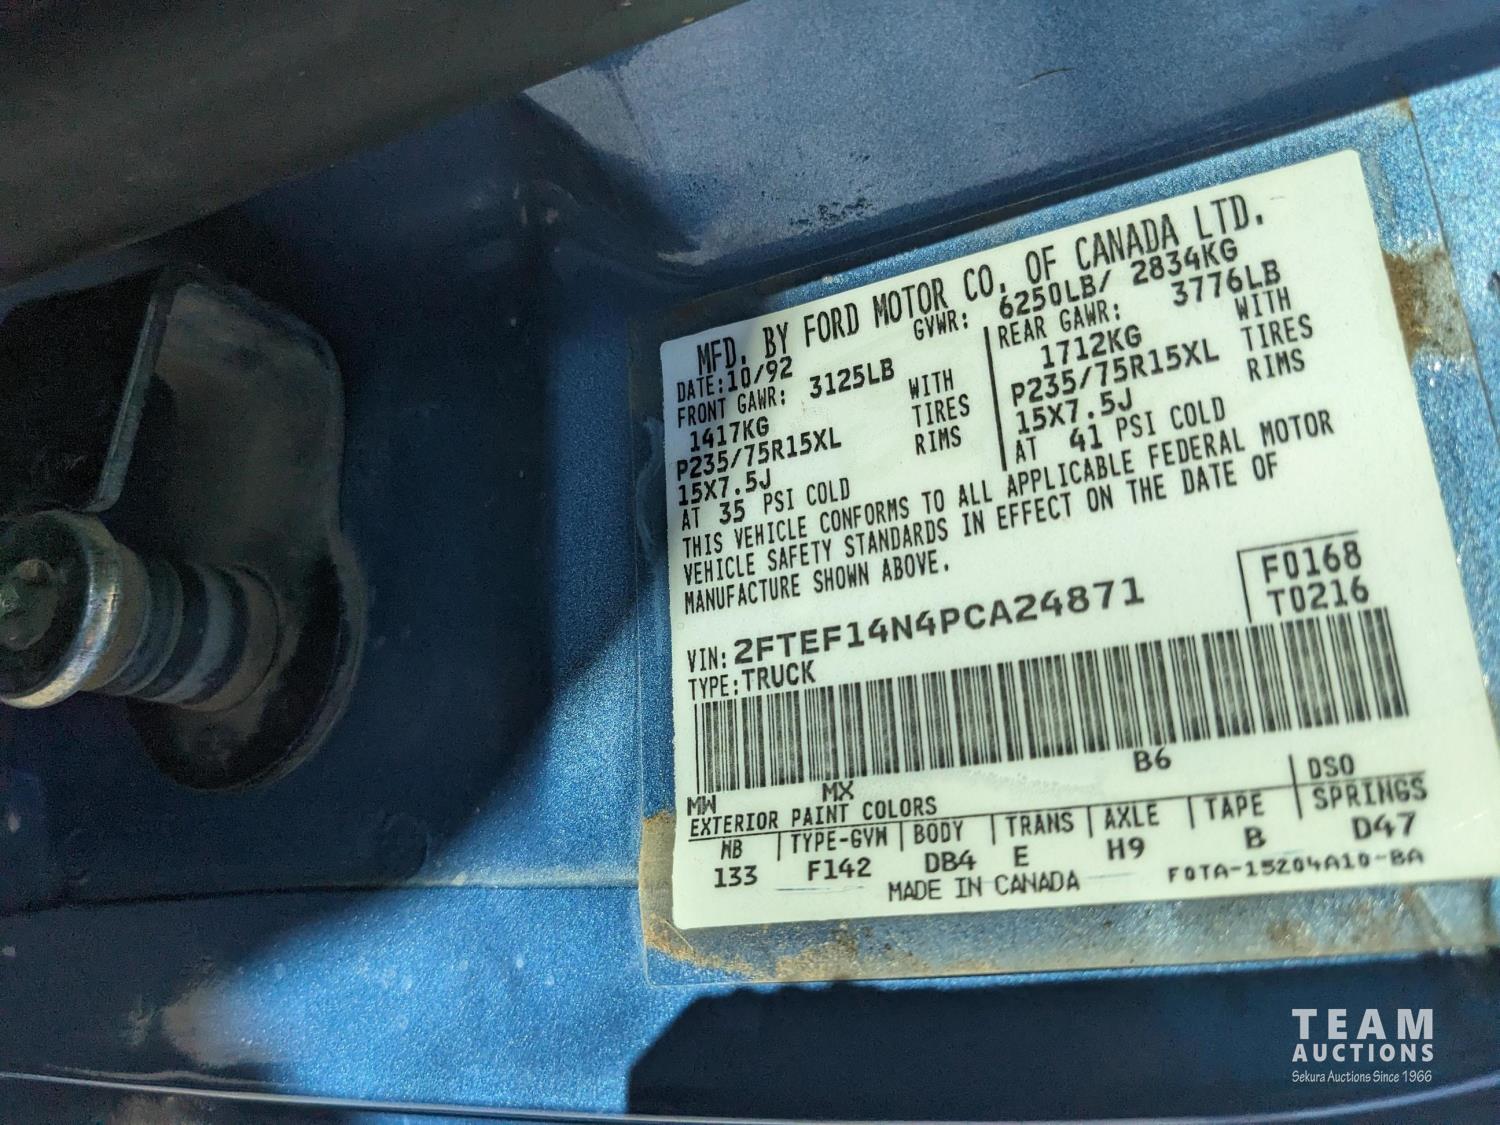 MFD. BY FORD MOTOR CO. OF CANADA LTD.
DATE: 10/92 GVWR: 6250LB/ 2834KG
FRONT GAWR: 3125LB REAR GAWR: 3776LB
1417KG WITH 1712KG WITH
P235/75R15XL TIRES P235/75R15XL TIRES
15X7.5J RIMS 15X7.5J RIMS
AT 35 PSI COLD AT 41 PSI COLD
THIS VEHICLE CONFORMS TO ALL APPLICABLE FEDERAL MOTOR
VEHICLE SAFETY STANDARDS IN EFFECT ON THE DATE OF
MANUFACTURE SHOWN ABOVE.
F0168
VIN: 2FTEF14N4PCA24871 T0216
TYPE: TRUCK
B6
MW MX
EXTERIOR PAINT COLORS DSO
WB TYPE-GVW BODY TRANS AXLE TAPE SPRINGS
133 F142 DB4 E H9 B D47
MADE IN CANADA F0TA-15204A10-BA
TEAM
AUCTIONS
Sekura Auctions Since 1966